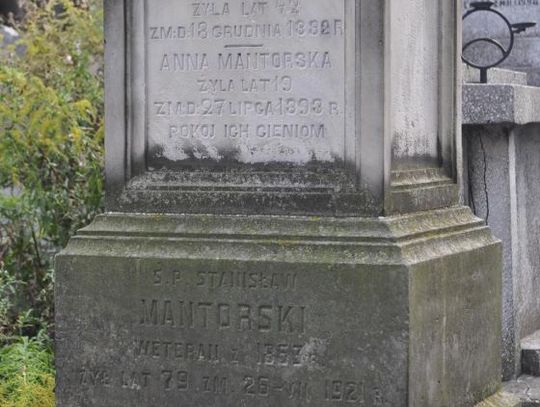 ŻYŁA LAT 42
ZM.D. 18 GRUDNIA 1892 R.
ANNA MANTORSKA
ŻYŁA LAT 19
ZM.D. 27 LIPCA 1898 R.
POKÓJ ICH CIENIOM
Ś.P. STANISŁAW
MANTORSKI
WETERAN Z 1863 R.
ŻYŁ LAT 79. ZM. 26-VII 1921 R.